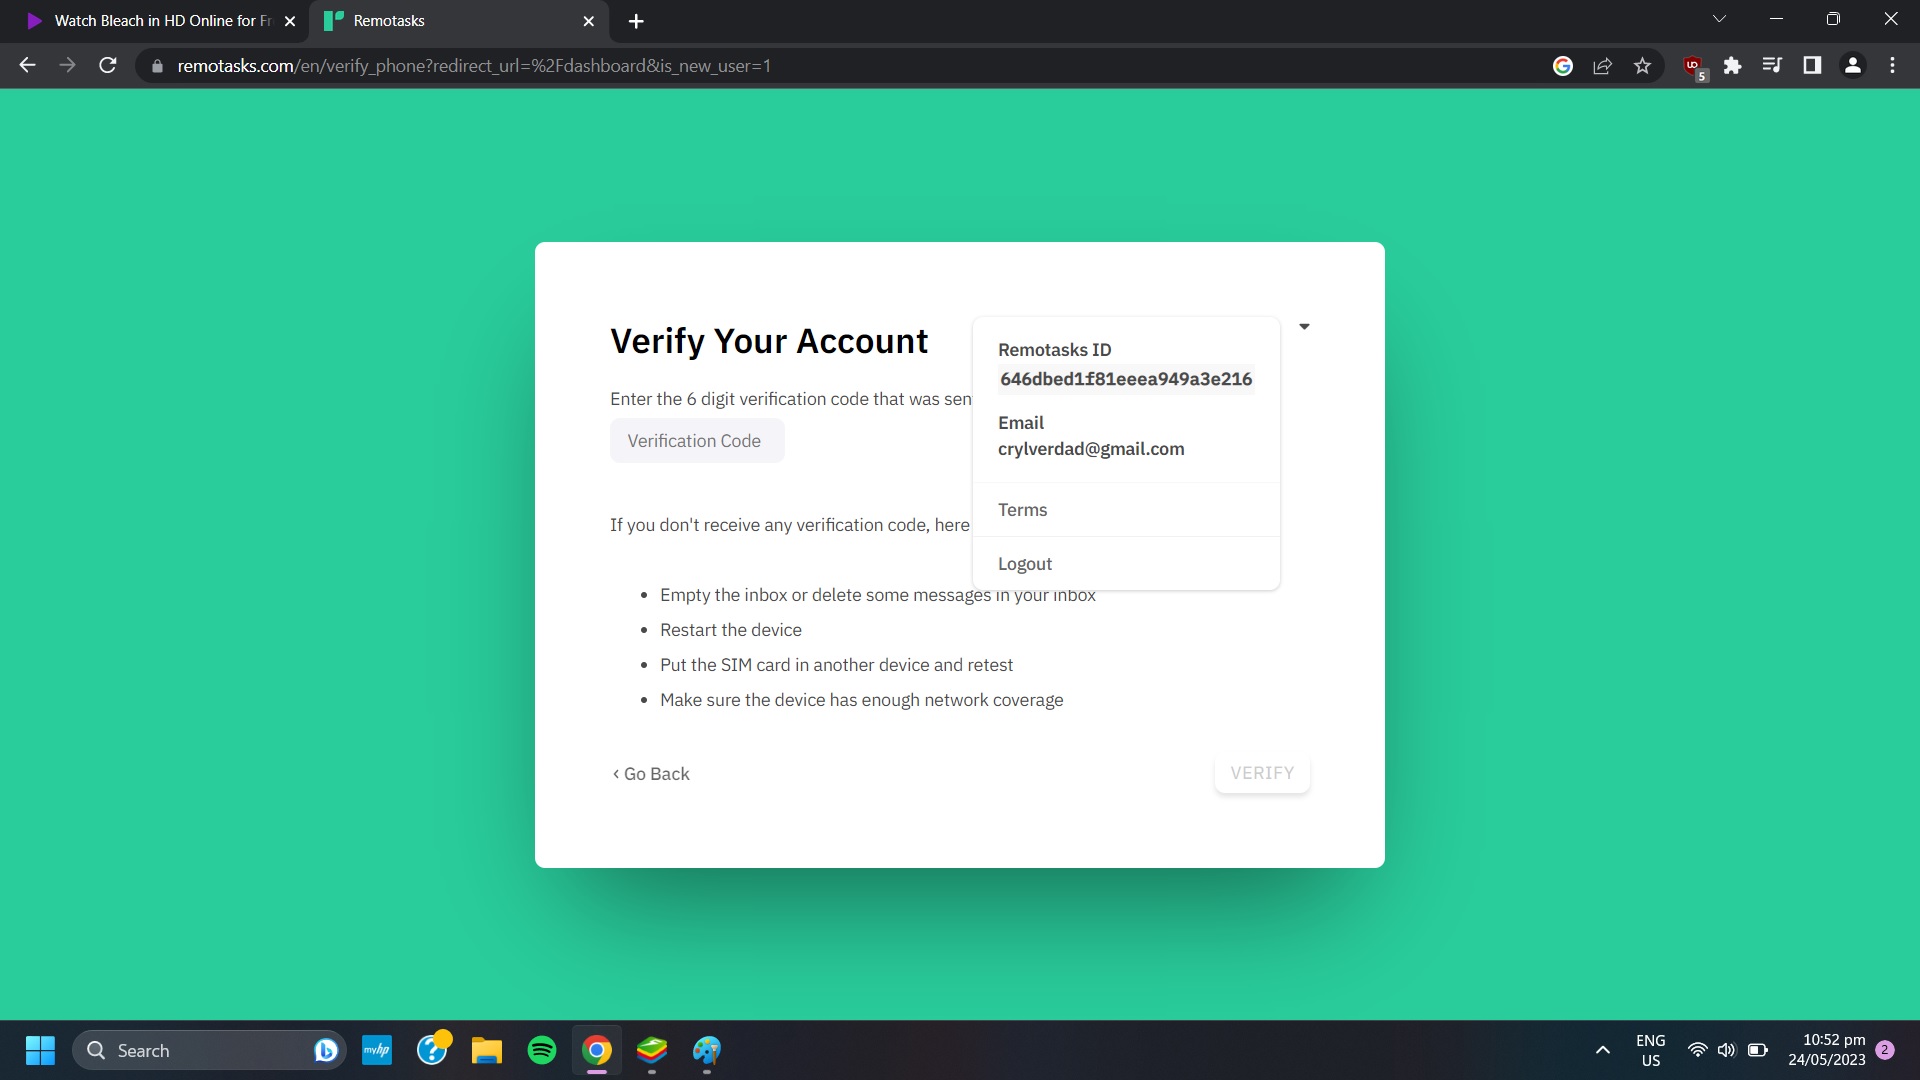 Watch Bleach in HD Online for Fr
Remotasks
remotasks.com/en/verify_phone?redirect_url=%2Fdashboard&is_new_user=1
5
Verify Your Account
Remotasks ID
646dbed1f81eeea949a3e216
Enter the 6 digit verification code that was sen
Email
Verification Code
crylverdad@gmail.com
Terms
If you don't receive any verification code, here
Logout
Empty the inbox or delete some messages in your inbox
Restart the device
Put the SIM card in another device and retest
Make sure the device has enough network coverage
Go Back
VERIFY
Search
myhp
ENG
US
10:52 pm
24/05/2023
2